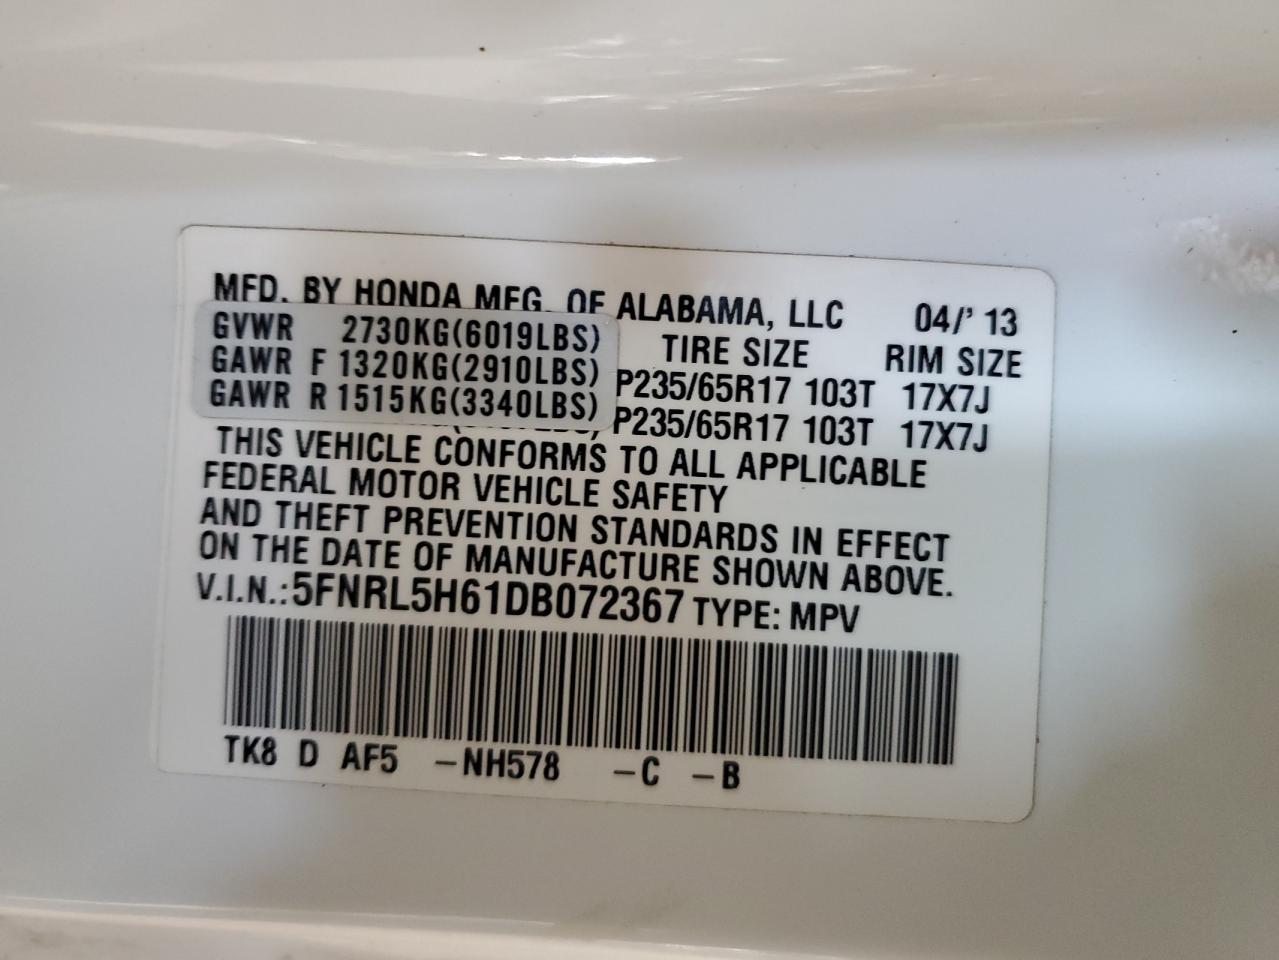 MFD. BY HONDA MFG. OF ALABAMA, LLC 04/' 13
GVWR 2730KG(6019LBS) TIRE SIZE RIM SIZE
GAWR F 1320KG(2910LBS) P235/65R17 103T 17X7J
GAWR R 1515KG(3340LBS) P235/65R17 103T 17X7J
THIS VEHICLE CONFORMS TO ALL APPLICABLE
FEDERAL MOTOR VEHICLE SAFETY
AND THEFT PREVENTION STANDARDS IN EFFECT
ON THE DATE OF MANUFACTURE SHOWN ABOVE.
V.I.N.:5FNRL5H61DB072367 TYPE: MPV
TK8 D AF5 –NH578 –C –B